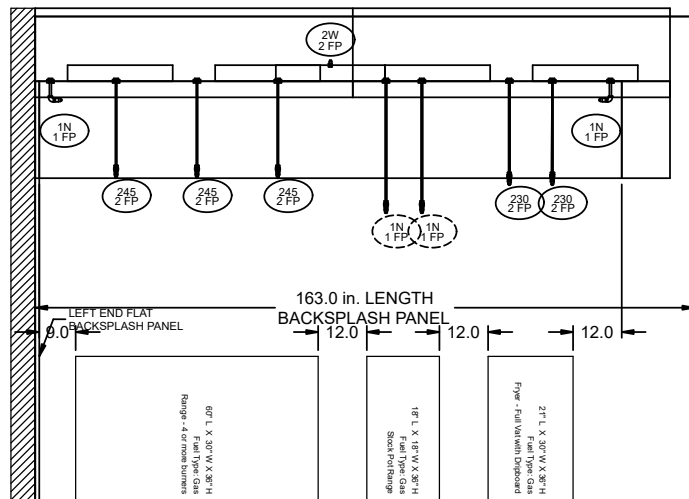 2W
2 FP
1N
1 FP
1N
1 FP
245
2 FP
245
2 FP
245
2 FP
230
2 FP
230
2 FP
1N
1 FP
1N
1 FP
163.0 in. LENGTH
BACKSPLASH PANEL
LEFT END FLAT
BACKSPLASH PANEL
9.0
12.0
12.0
12.0
60" L X 30" W X 36" H
Fuel Type: Gas
Range - 4 or more burners
18" L X 18" W X 36" H
Fuel Type: Gas
Stock Pot Range
21" L X 30" W X 36" H
Fuel Type: Gas
Fryer - Full Vat with Dripboard